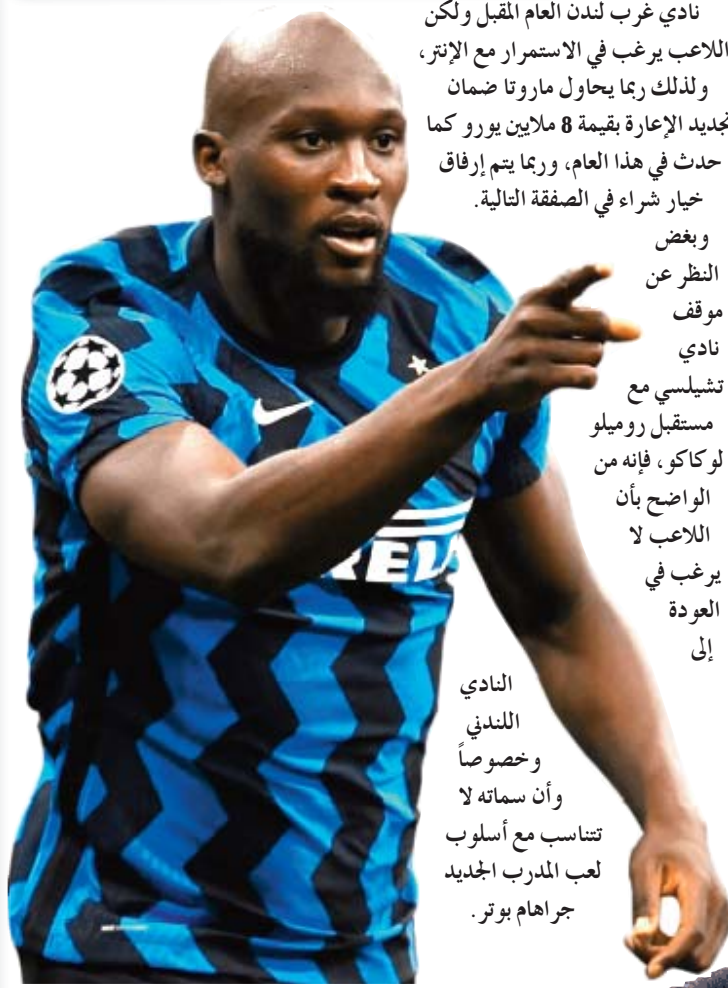 نادي غرب لندن العام المقبل ولكن
اللاعب يرغب في الاستمرار مع الإنتر،
ولذلك ربما يحاول ماروتا ضمان
تجديد الإعارة بقيمة 8 ملايين يورو كما
حدث في هذا العام، وربما يتم إرفاق
خيار شراء في الصفقة التالية.
وبغض
النظر عن
موقف
نادي
تشيلسي مع
مستقبل روميلو
لوكاكو، فإنه من
الواضح بأن
اللاعب لا
يرغب في
العودة
إلى
النادي
اللندني
وخصوصاً
وأن سماته لا
تتناسب مع أسلوب
لعب المدرب الجديد
جراهام بوتر.